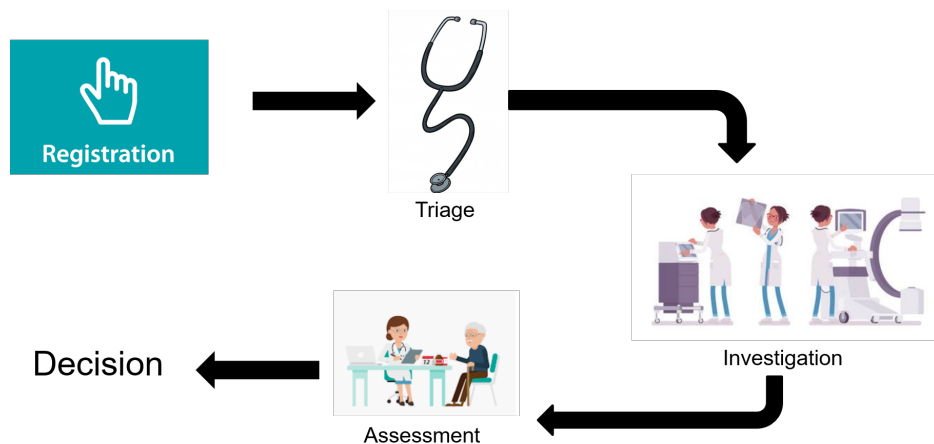 Registration
Triage
Investigation
Assessment
Decision